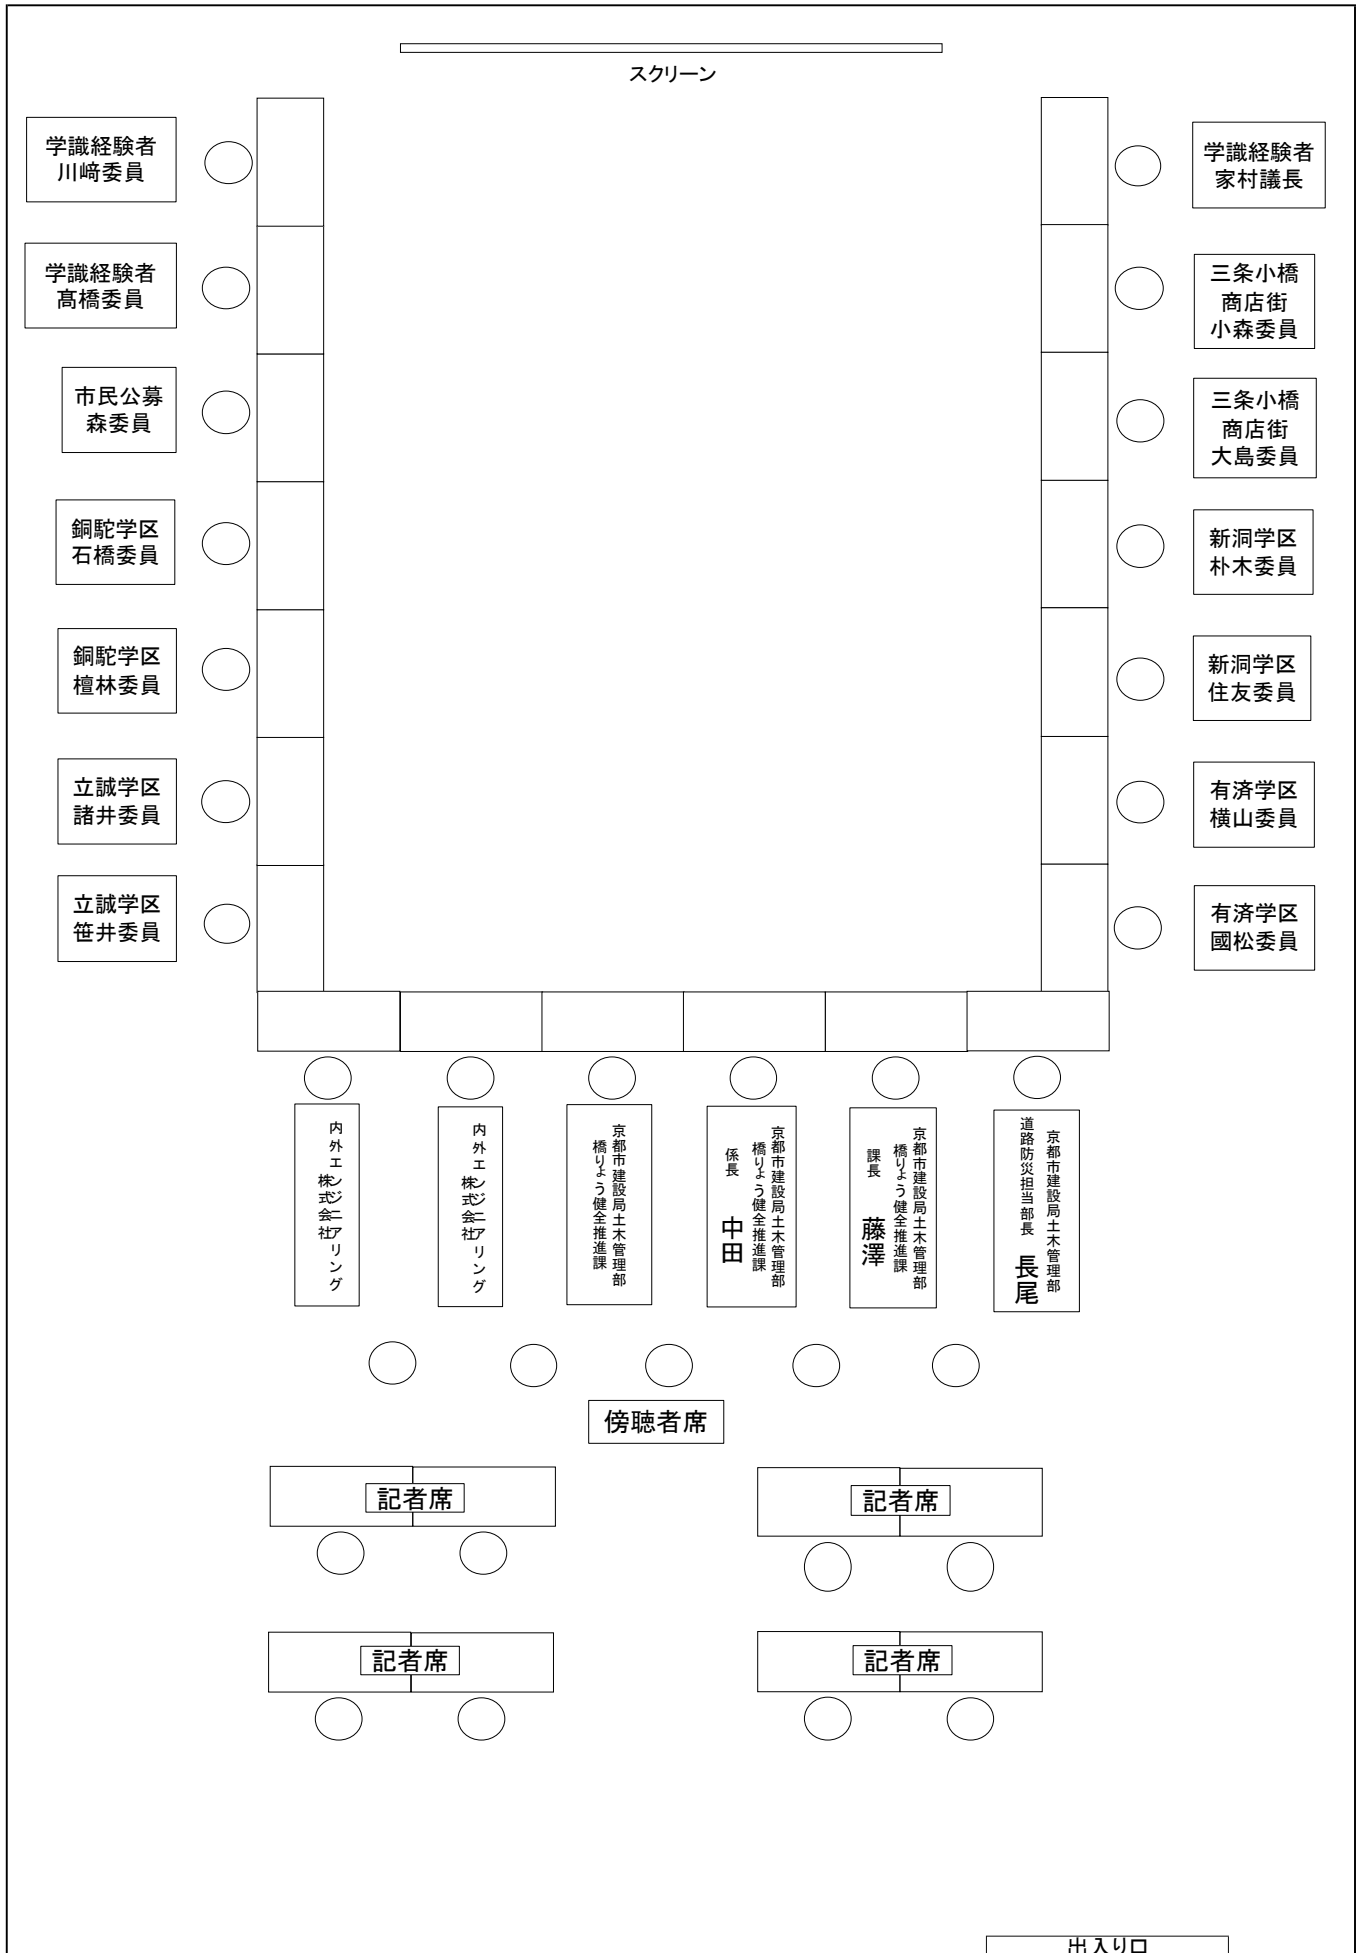 スクリーン
学識経験者
川﨑委員
学識経験者
髙橋委員
市民公募
森委員
銅駝学区
石橋委員
銅駝学区
檀林委員
立誠学区
諸井委員
立誠学区
笹井委員
学識経験者
家村議長
三条小橋
商店街
小森委員
三条小橋
商店街
大島委員
新洞学区
朴木委員
新洞学区
住友委員
有済学区
横山委員
有済学区
國松委員
内外エンジニアリング
株式会社
内外エンジニアリング
株式会社
京都市建設局土木管理部
橋りょう健全推進課
京都市建設局土木管理部
橋りょう健全推進課
係長 中田
京都市建設局土木管理部
橋りょう健全推進課
課長 藤澤
京都市建設局土木管理部
道路防災担当部長 長尾
傍聴者席
記者席
記者席
記者席
記者席
出入り口